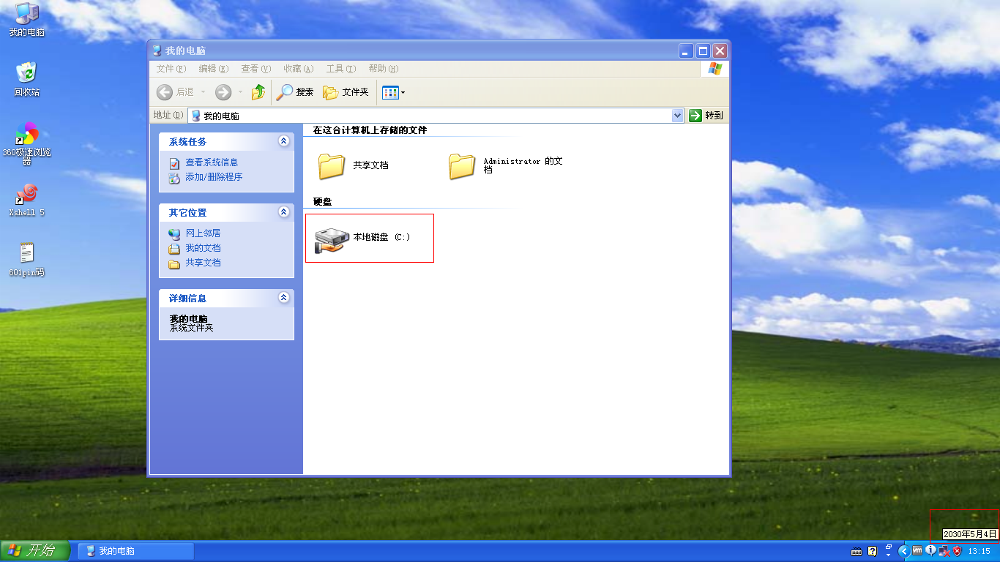 我的电脑
回收站
360极速浏览
器
Xshell 5
601pin码
我的电脑
文件(F) 编辑(E) 查看(V) 收藏(A) 工具(T) 帮助(H)
后退 搜索 文件夹
地址(D) 我的电脑 转到
系统任务
查看系统信息
添加/删除程序
其它位置
网上邻居
我的文档
共享文档
详细信息
我的电脑
系统文件夹
在这台计算机上存储的文件
共享文档
Administrator 的文
档
硬盘
本地磁盘 (C:)
2030年5月4日
开始 我的电脑 vm 13:15